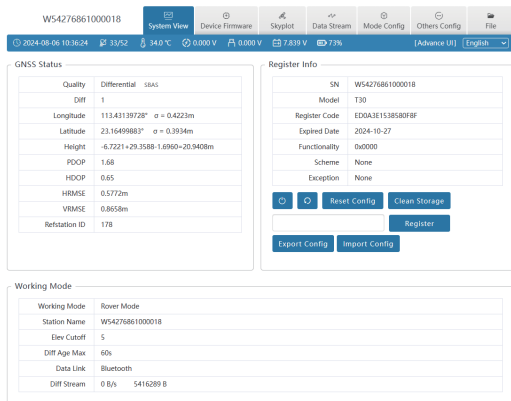 W54276861000018
System View
Device Firmware
Skyplot
Data Stream
Mode Config
Others Config
File
2024-08-06 10:36:24 33/52 34.0 ℃ 0.000 V 0.000 V 7.839 V 73% [Advance UI] English
GNSS Status
Quality Differential SBAS
Diff 1
Longitude 113.43139728° σ = 0.4223m
Latitude 23.16499883° σ = 0.3934m
Height -6.7221+29.3588-1.6960=20.9408m
PDOP 1.68
HDOP 0.65
HRMSE 0.5772m
VRMSE 0.8658m
Refstation ID 178
Register Info
SN W54276861000018
Model T30
Register Code ED0A3E1538580F8F
Expired Date 2024-10-27
Functionality 0x0000
Scheme None
Exception None
Reset Config Clean Storage
Register
Export Config Import Config
Working Mode
Working Mode Rover Mode
Station Name W54276861000018
Elev Cutoff 5
Diff Age Max 60s
Data Link Bluetooth
Diff Stream 0 B/s 5416289 B